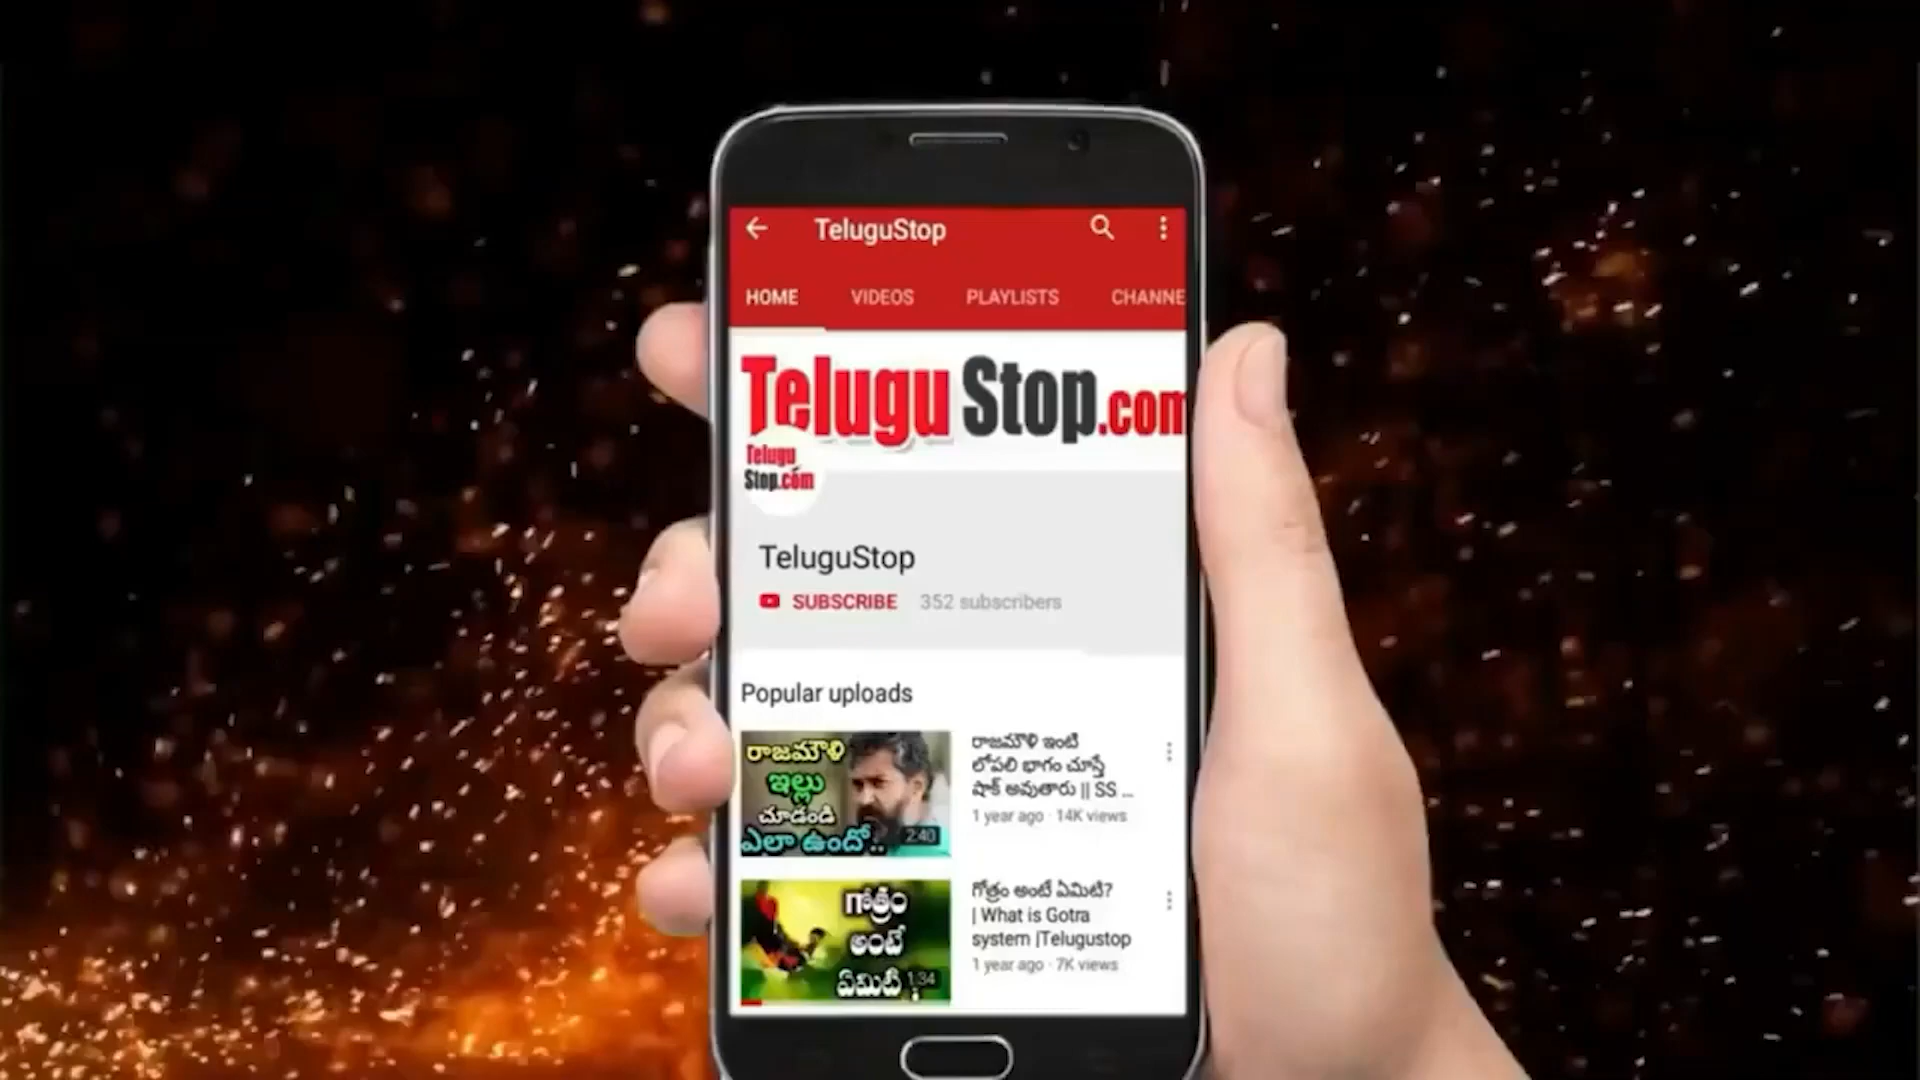 TeluguStop
HOME VIDEOS PLAYLISTS CHANNE
Telugu Stop.com
Telugu
Stop.com
TeluguStop
SUBSCRIBE 352 subscribers
Popular uploads
రాజమౌళి
ఇల్లు
చూడండి
ఎలా ఉందో..
2:40
రాజమౌళి ఇంటి
లోపలి భాగం చూస్తే
షాక్ అవుతారు || SS ...
1 year ago · 14K views
గోత్రం
అంటే
ఏమిటి
1:34
గోత్రం అంటే ఏమిటి?
| What is Gotra
system |Telugustop
1 year ago · 7K views